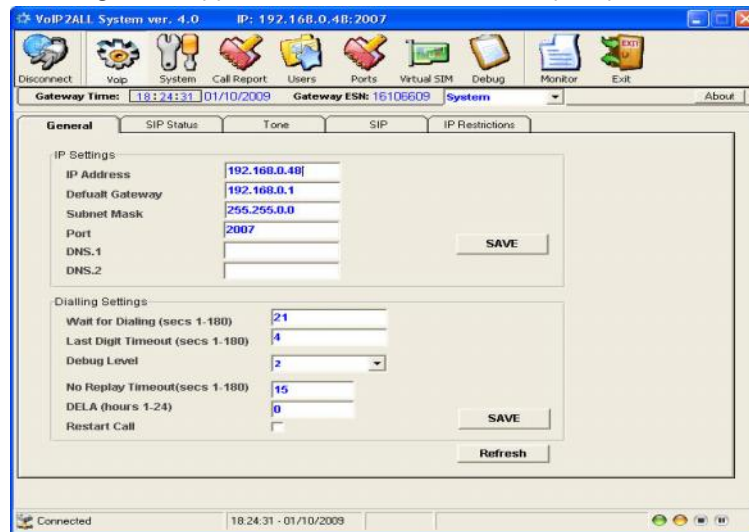 VoIP2ALL System ver. 4.0 IP: 192.168.0.48:2007
Disconnect Voip System Call Report Users Ports Virtual SIM Debug Monitor Exit
Gateway Time: 18:24:31 01/10/2009 Gateway ESN: 16106609 System About
General SIP Status Tone SIP IP Restrictions
IP Settings
IP Address 192.168.0.48
Defualt Gateway 192.168.0.1
Subnet Mask 255.255.0.0
Port 2007
DNS.1 SAVE
DNS.2
Dialling Settings
Wait for Dialing (secs 1-180) 21
Last Digit Timeout (secs 1-180) 4
Debug Level 2
No Replay Timeout(secs 1-180) 15
DELA (hours 1-24) 0
Restart Call SAVE
Refresh
Connected 18:24:31 - 01/10/2009